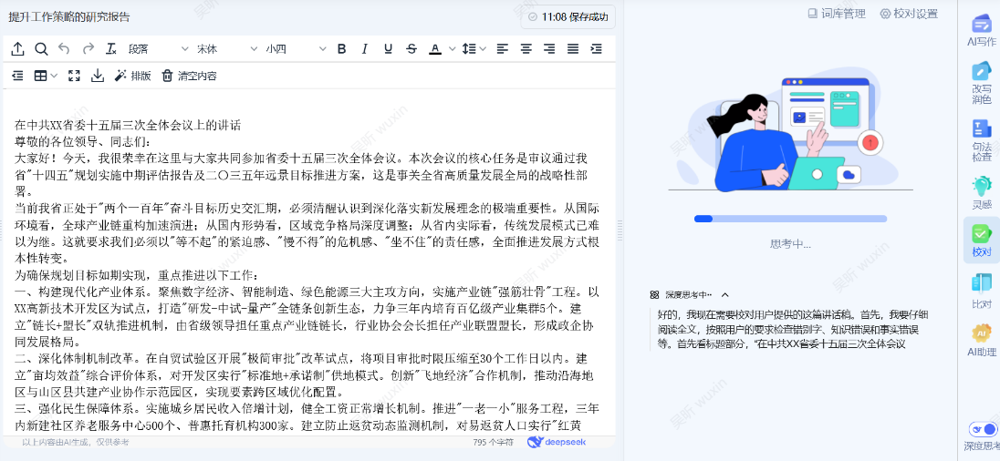 提升工作策略的研究报告
11:08 保存成功
词库管理 校对设置
段落 宋体 小四 B I U S A
排版 清空内容
在中共XX省委十五届三次全体会议上的讲话
尊敬的各位领导、同志们：
大家好！今天，我很荣幸在这里与大家共同参加省委十五届三次全体会议。本次会议的核心任务是审议通过我
省"十四五"规划实施中期评估报告及二〇三五年远景目标推进方案，这是事关全省高质量发展全局的战略性部
署。
当前我省正处于"两个一百年"奋斗目标历史交汇期，必须清醒认识到深化落实新发展理念的极端重要性。从国际
环境看，全球产业链重构加速演进；从国内形势看，区域竞争格局深度调整；从省内实际看，传统发展模式已难
以为继。这就要求我们必须以"等不起"的紧迫感、"慢不得"的危机感、"坐不住"的责任感，全面推进发展方式根
本性转变。
为确保规划目标如期实现，重点推进以下工作：
一、构建现代化产业体系。聚焦数字经济、智能制造、绿色能源三大主攻方向，实施产业链"强筋壮骨"工程。以
XX高新技术开发区为试点，打造"研发-中试-量产"全链条创新生态，力争三年内培育百亿级产业集群5个。建
立"链长+盟长"双轨推进机制，由省级领导担任重点产业链链长，行业协会会长担任产业联盟盟长，形成政企协
同发展格局。
二、深化体制机制改革。在自贸试验区开展"极简审批"改革试点，将项目审批时限压缩至30个工作日以内。建
立"亩均效益"综合评价体系，对开发区实行"标准地+承诺制"供地模式。创新"飞地经济"合作机制，推动沿海地
区与山区县共建产业协作示范园区，实现要素跨区域优化配置。
三、强化民生保障体系。实施城乡居民收入倍增计划，健全工资正常增长机制。推进"一老一小"服务工程，三年
内新建社区养老服务中心500个、普惠托育机构300家。建立防止返贫动态监测机制，对易返贫人口实行"红黄
以上内容由AI生成，仅供参考
795 个字符
deepseek
思考中...
深度思考中··
好的，我现在需要校对用户提供的这篇讲话稿。首先，我要仔细
阅读全文，按照用户的要求检查错别字、知识错误和事实错误
等。首先看标题部分，"在中共XX省委十五届三次全体会议
AI写作
改写
润色
句法
检查
灵感
校对
比对
AI助理
深度思考
吴昕 wuxin